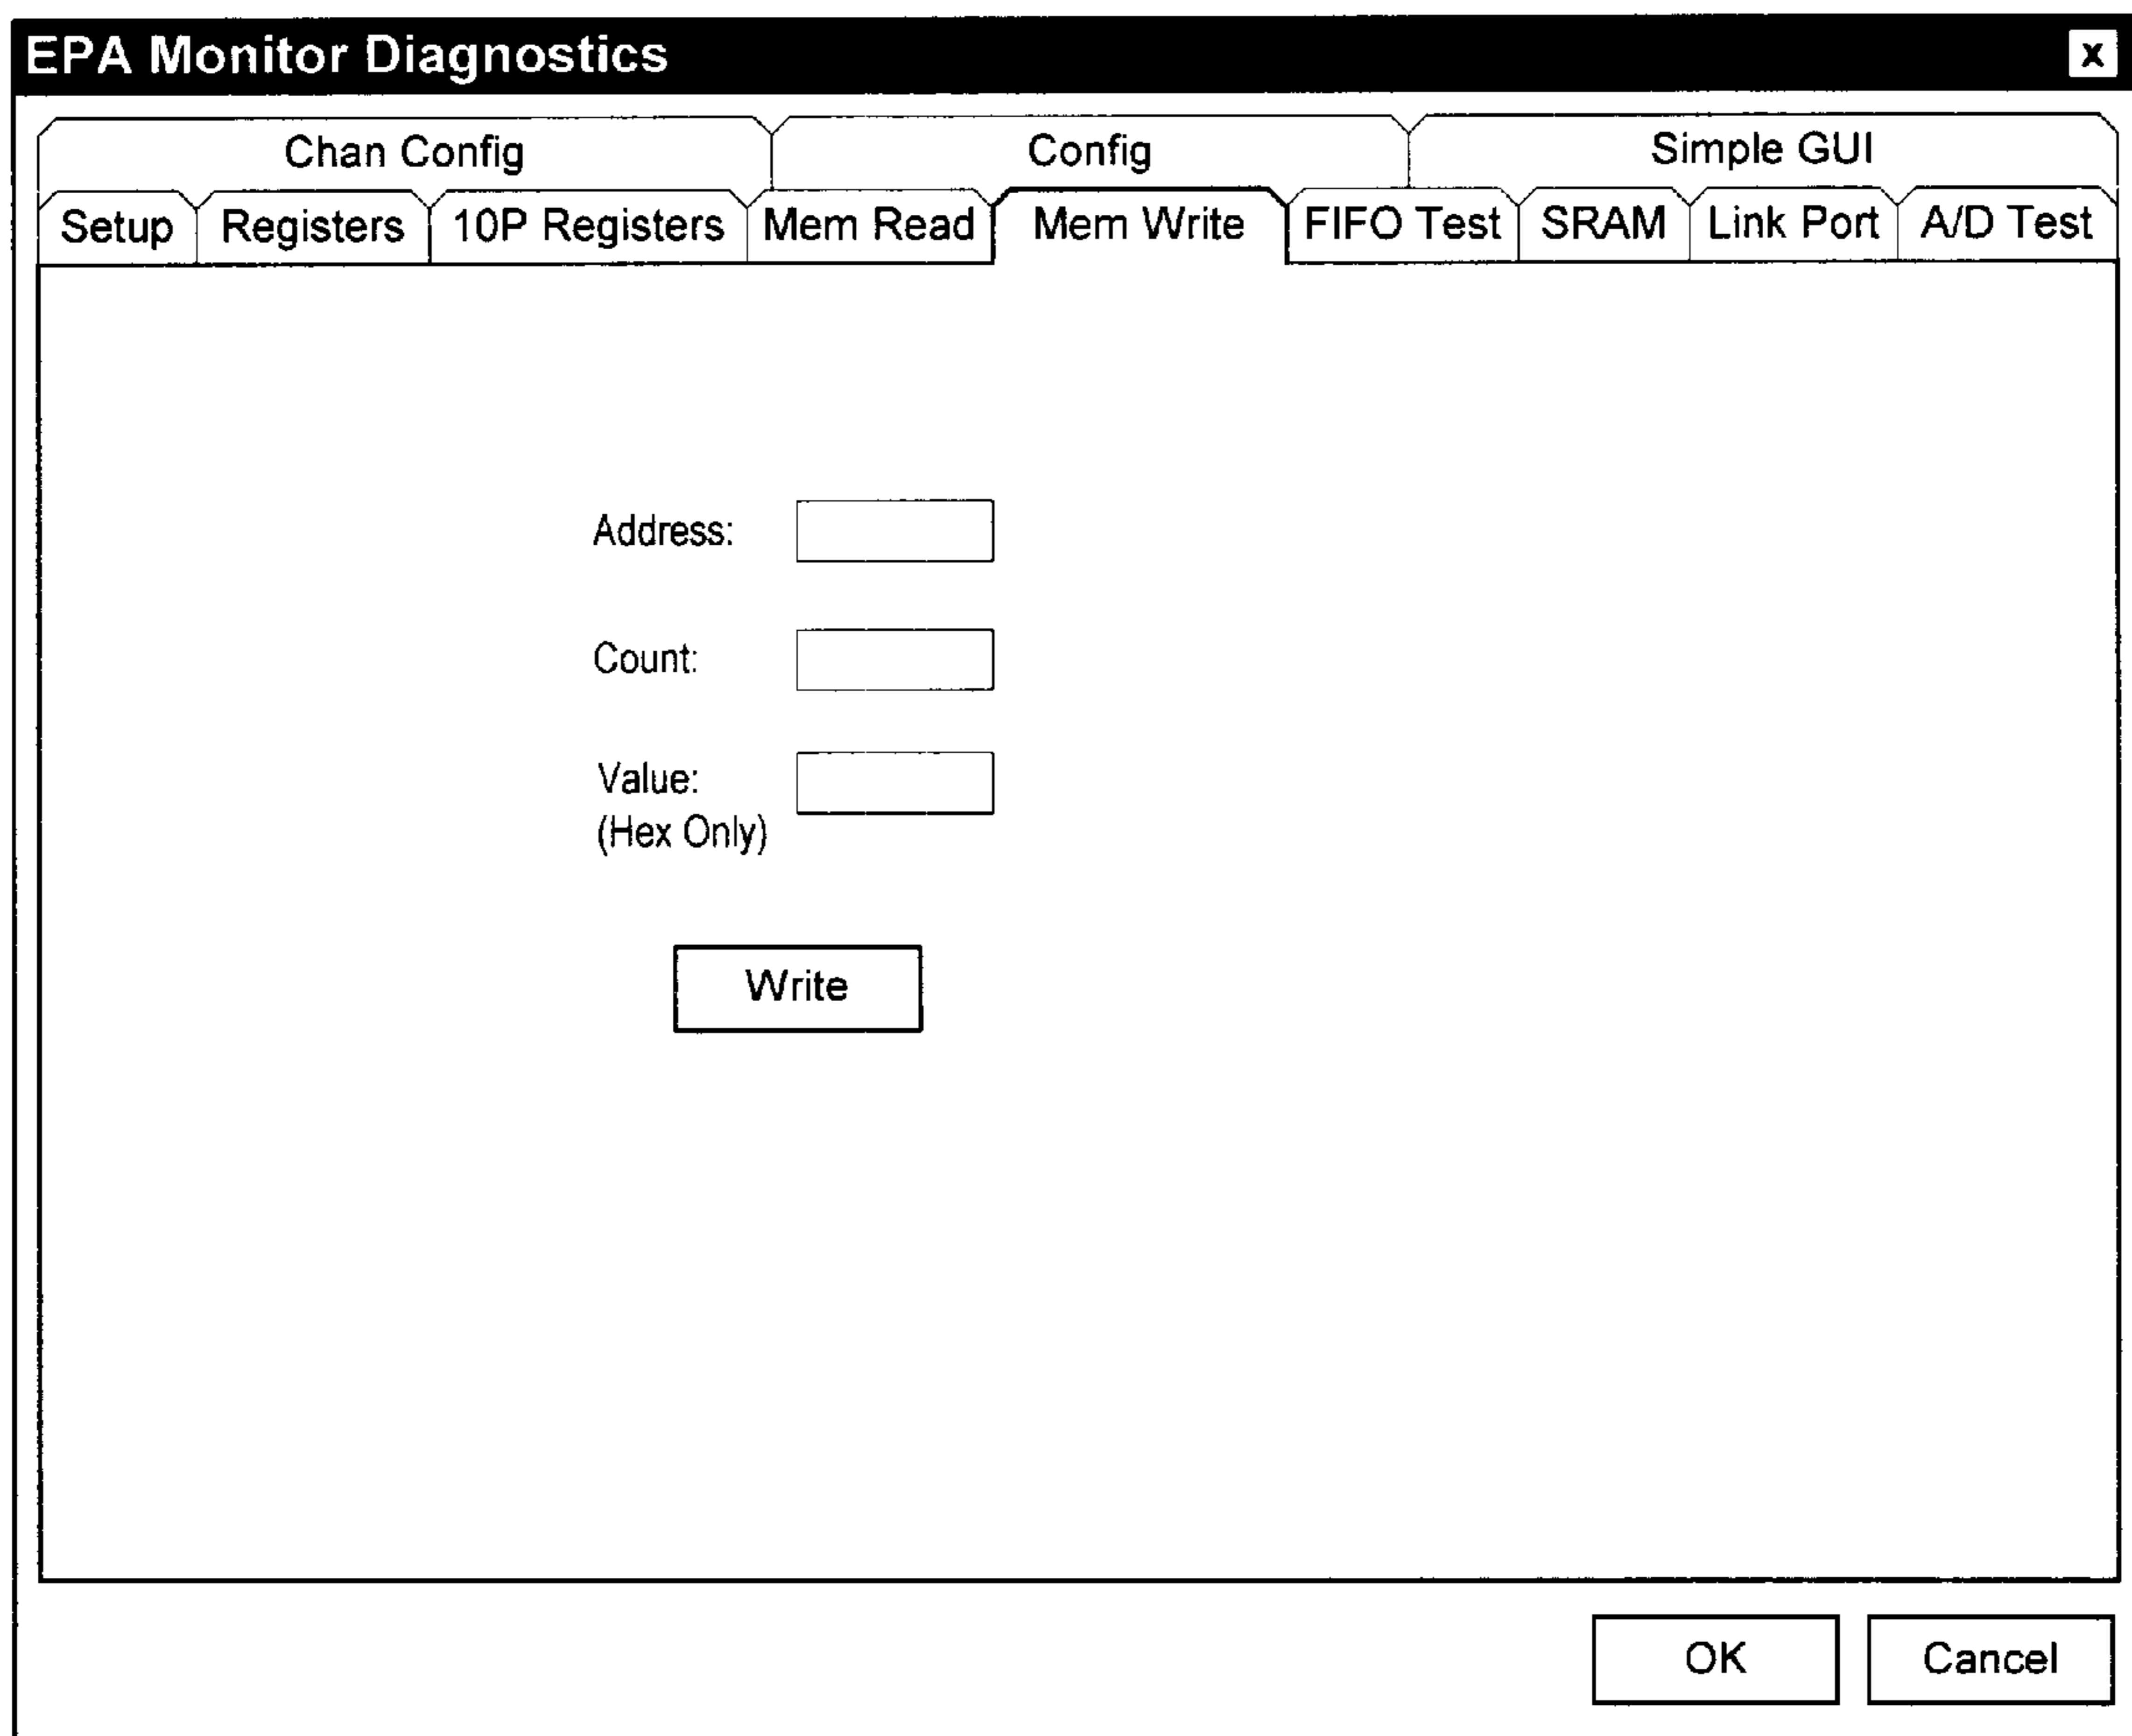 EPA Monitor Diagnostics x
Chan Config Config Simple GUI
Setup Registers 10P Registers Mem Read Mem Write FIFO Test SRAM Link Port A/D Test
Address:
Count:
Value:
(Hex Only)
Write
OK Cancel